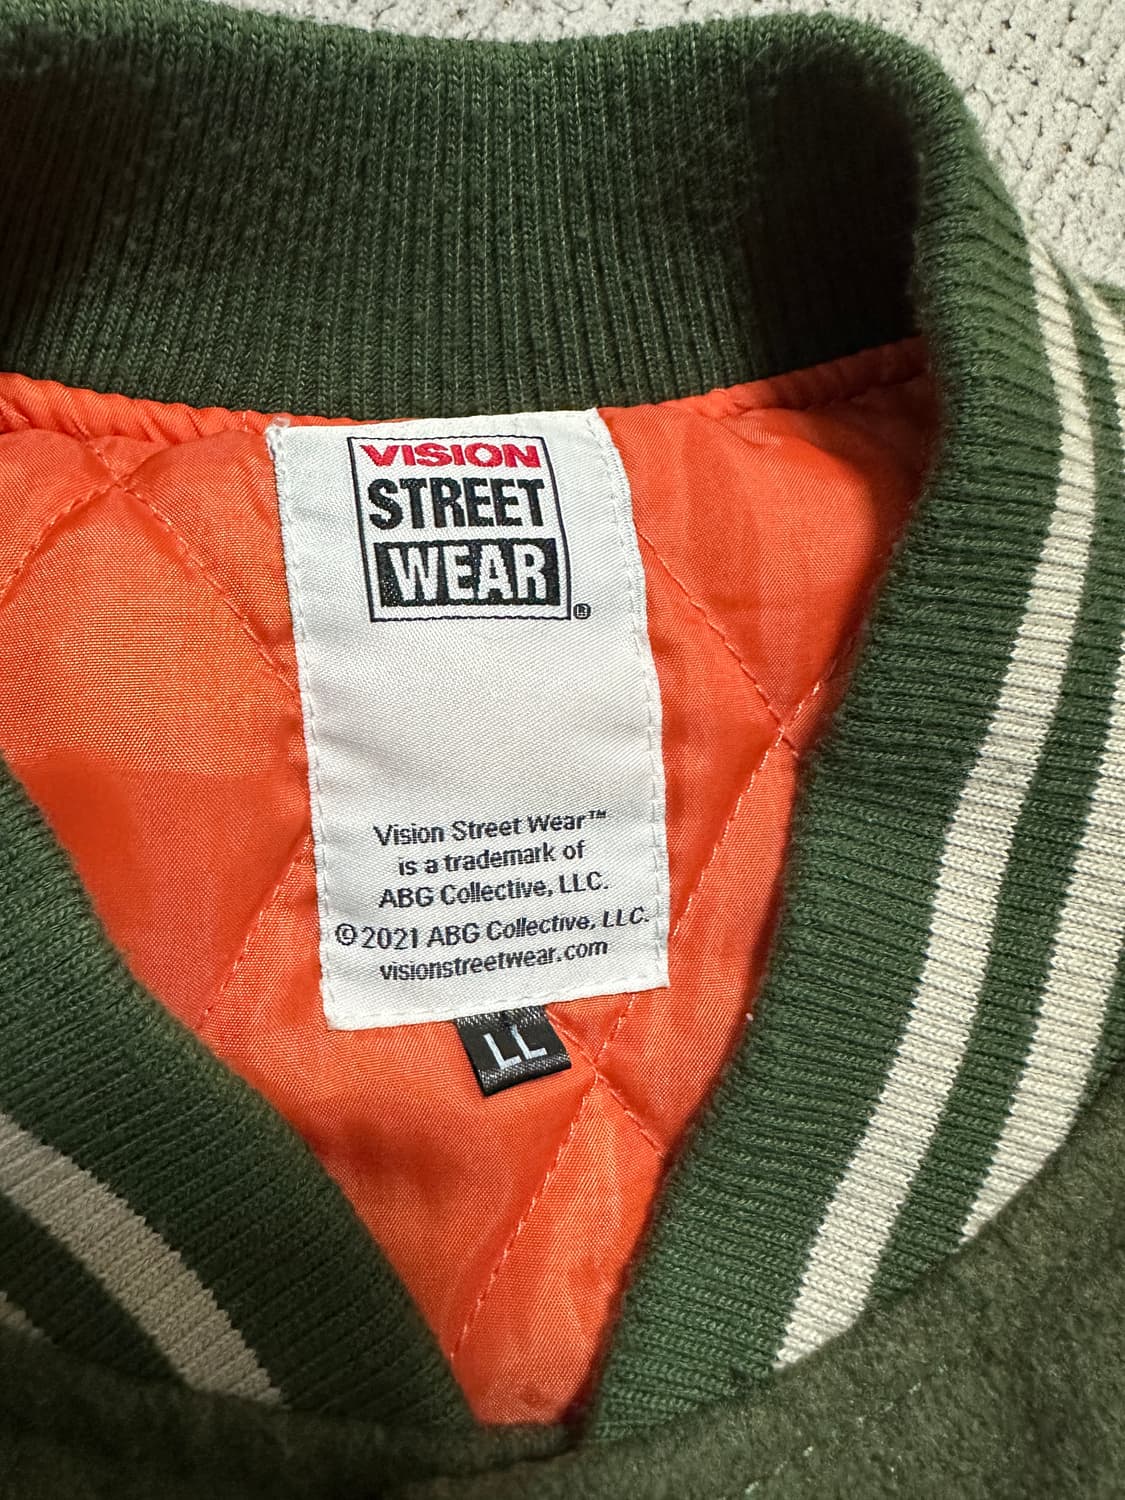 VISION
STREET
WEAR®
Vision Street Wear™
is a trademark of
ABG Collective, LLC.
©2021 ABG Collective, LLC.
visionstreetwear.com
LL